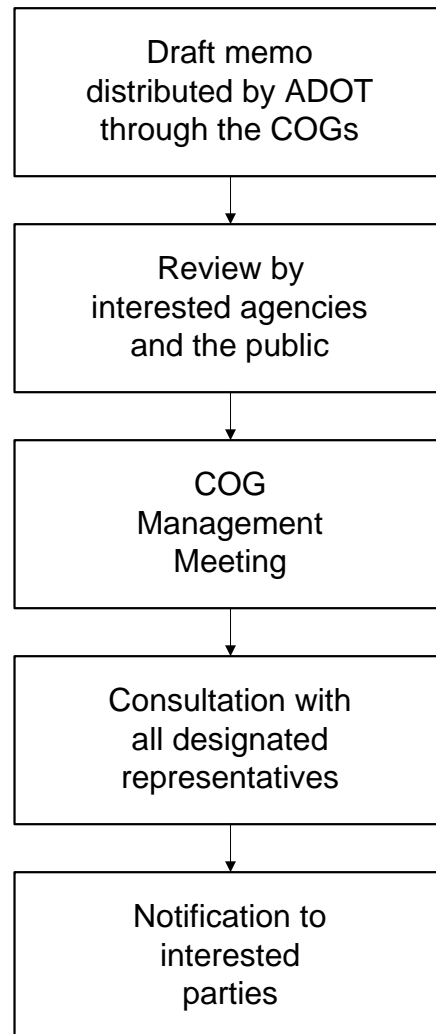 Draft memo
distributed by ADOT
through the COGs
Review by
interested agencies
and the public
COG
Management
Meeting
Consultation with
all designated
representatives
Notification to
interested
parties